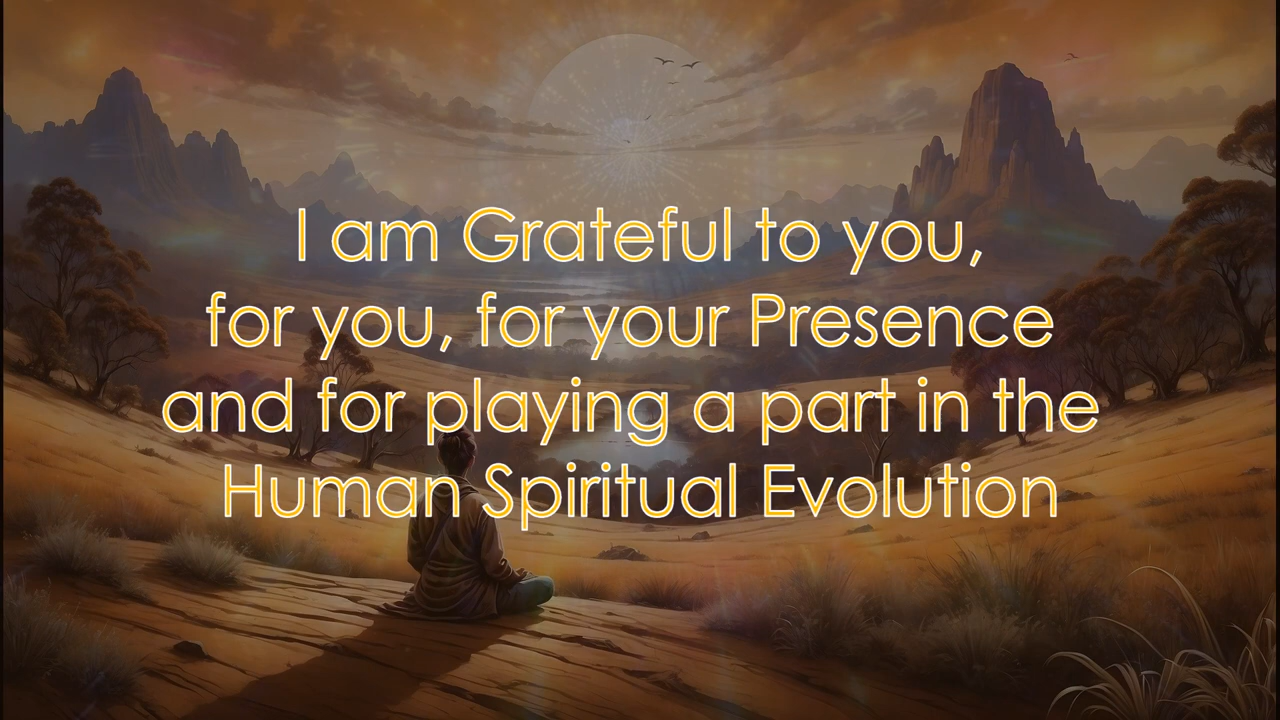 I am Grateful to you,
for you, for your Presence
and for playing a part in the
Human Spiritual Evolution